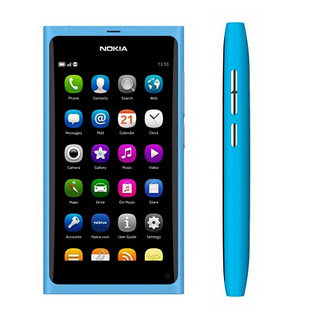 NOKIA
13:10
Phone Contacts Search Web
Messages Mail Calendar Clock
21
Camera Gallery Music Video
Maps Drive Ovi Music Store
NOKIA
Accounts Nokia.com User Guide Settings